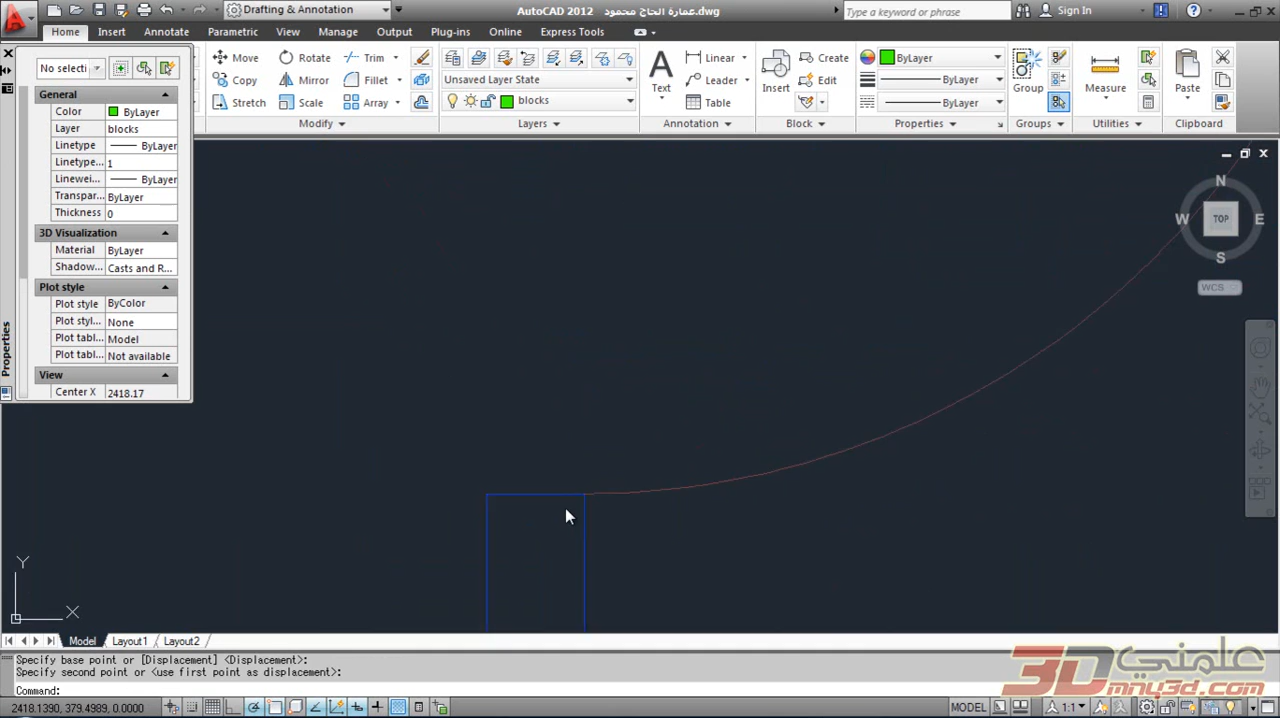 Drafting & Annotation
AutoCAD 2012 عمارة الحاج محمود.dwg
Type a keyword or phrase
Sign In
Home Insert Annotate Parametric View Manage Output Plug-ins Online Express Tools
No selecti
General
Color ByLayer
Layer blocks
Linetype ByLayer
Linetype... 1
Linewei... ByLayer
Transpar... ByLayer
Thickness 0
3D Visualization
Material ByLayer
Shadow... Casts and R...
Plot style
Plot style ByColor
Plot styl... None
Plot tabl... Model
Plot tabl... Not available
View
Center X 2418.17
Properties
Move Rotate Trim
Copy Mirror Fillet
Stretch Scale Array
Modify
Unsaved Layer State
blocks
Layers
Text
Linear
Leader
Table
Annotation
Insert
Create
Edit
Block
ByLayer
ByLayer
ByLayer
Properties
Group
Groups
Measure
Utilities
Paste
Clipboard
N
W TOP E
S
WCS
Y
X
Model Layout1 Layout2
Specify base point or [Displacement] <Displacement>:
Specify second point or <use first point as displacement>:
Command:
2418.1390, 379.4989, 0.0000
MODEL
1:1
علمني
3Dmny3d.com